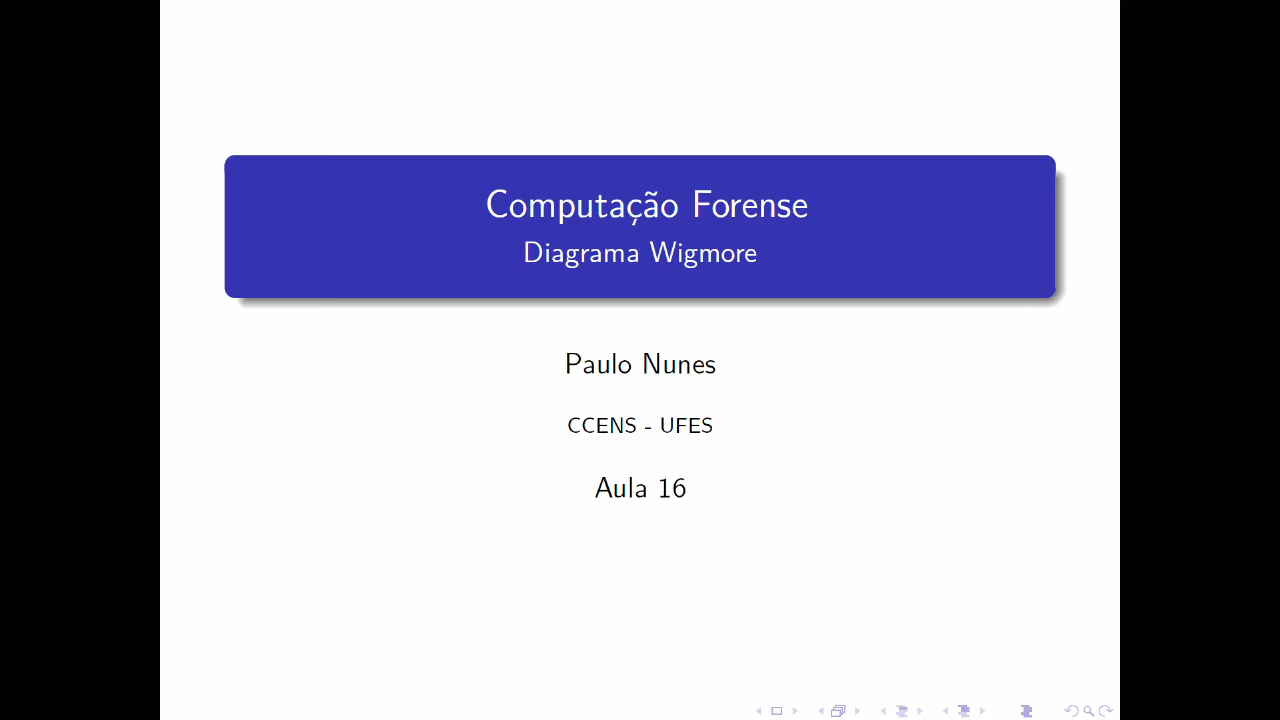 Computação Forense
Diagrama Wigmore
Paulo Nunes
CCENS - UFES
Aula 16